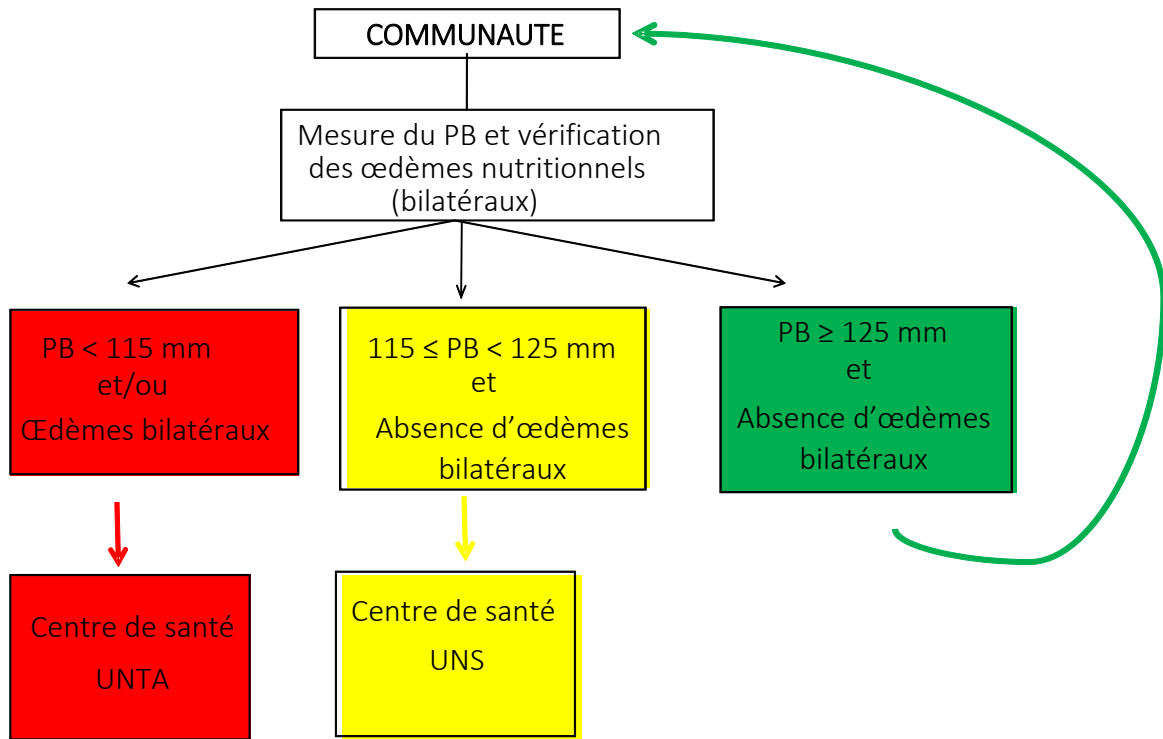 COMMUNAUTE
Mesure du PB et vérification
des œdèmes nutritionnels
(bilatéraux)
PB < 115 mm
et/ou
Œdèmes bilatéraux
115 ≤ PB < 125 mm
et
Absence d’œdèmes
bilatéraux
PB ≥ 125 mm
et
Absence d’œdèmes
bilatéraux
Centre de santé
UNTA
Centre de santé
UNS